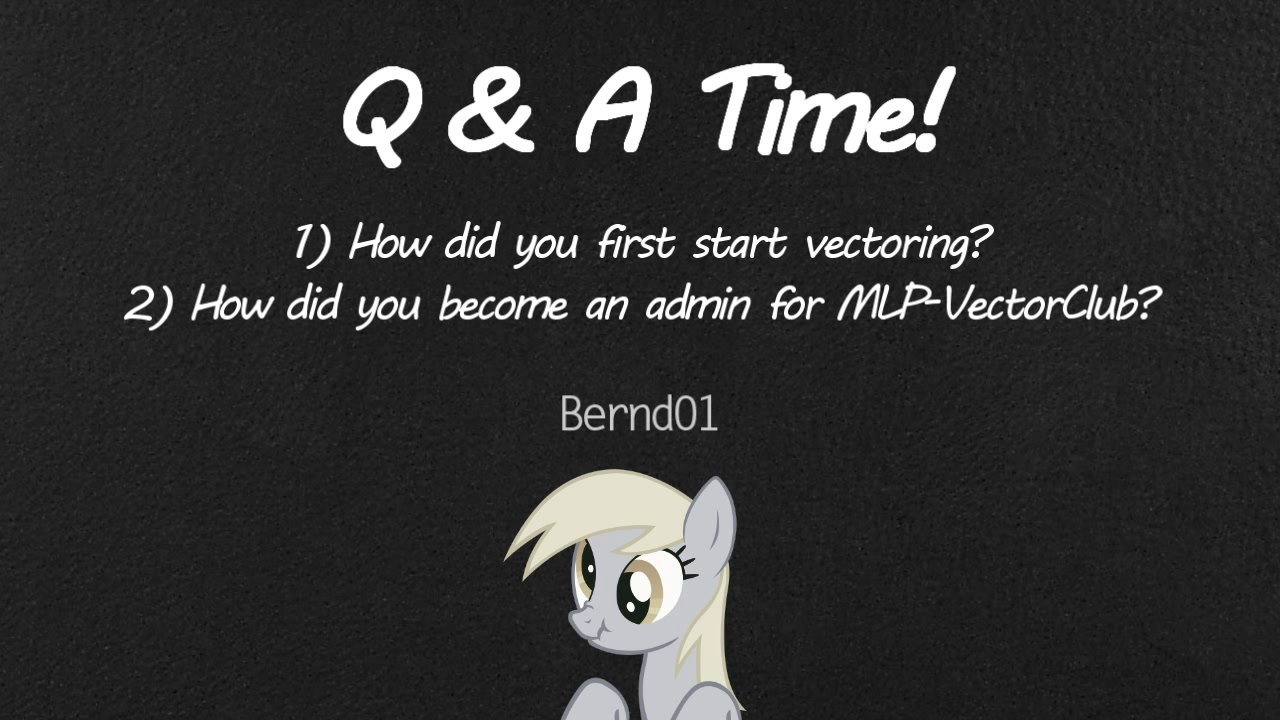 Q & A Time!
1) How did you first start vectoring?
2) How did you become an admin for MLP-VectorClub?
Bernd01